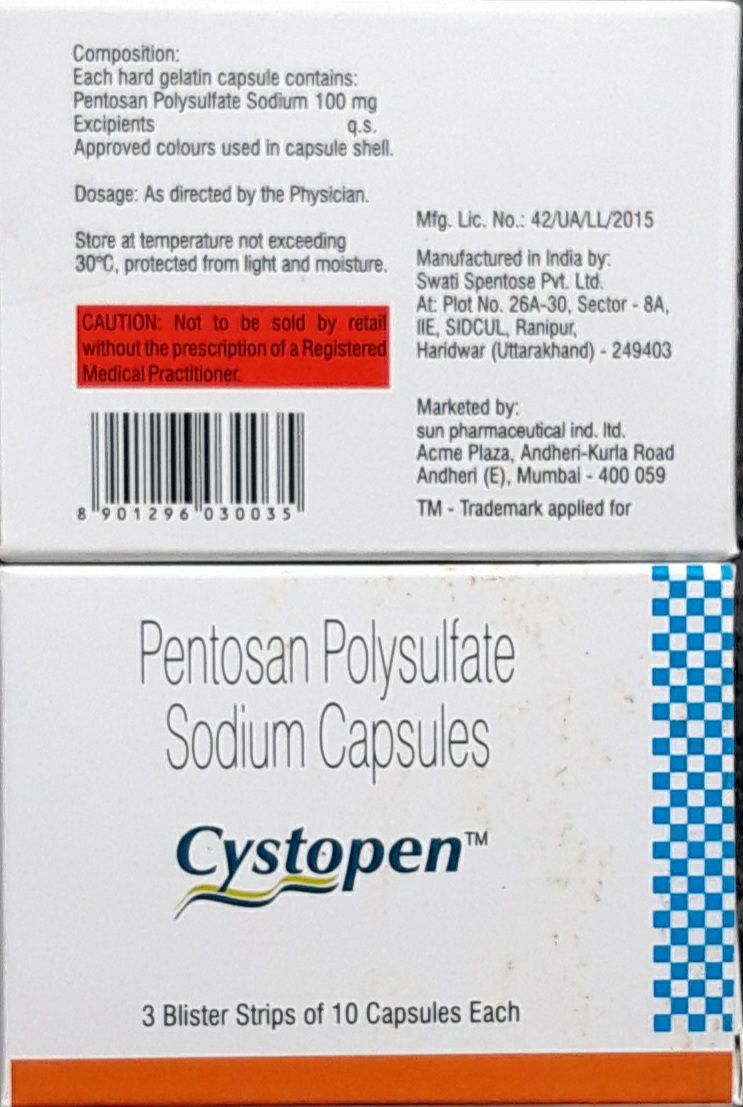 Composition:
Each hard gelatin capsule contains:
Pentosan Polysulfate Sodium 100 mg
Excipients q.s.
Approved colours used in capsule shell.
Dosage: As directed by the Physician.
Store at temperature not exceeding
30°C, protected from light and moisture.
CAUTION: Not to be sold by retail
without the prescription of a Registered
Medical Practitioner.
8 901296 030035
Mfg. Lic. No.: 42/UA/LL/2015
Manufactured in India by:
Swati Spentose Pvt. Ltd.
At: Plot No. 26A-30, Sector - 8A,
IIE, SIDCUL, Ranipur,
Haridwar (Uttarakhand) - 249403
Marketed by:
sun pharmaceutical ind. ltd.
Acme Plaza, Andheri-Kurla Road
Andheri (E), Mumbai - 400 059
TM - Trademark applied for
Pentosan Polysulfate
Sodium Capsules
Cystopen™
3 Blister Strips of 10 Capsules Each